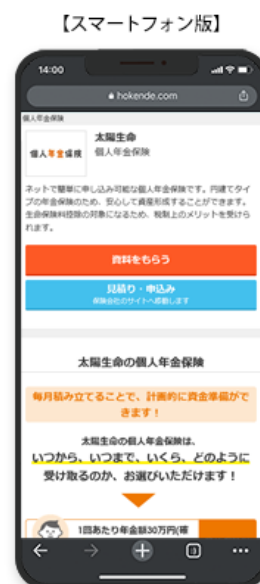 【スマートフォン版】
14:00
hokende.com
個人年金保険
個人年金保険
太陽生命
個人年金保険
ネットで簡単に申し込み可能な個人年金保険です。円建てタイ
プの年金保険のため、安心して資産形成することができます。
生命保険料控除の対象になるため、税制上のメリットを受けら
れます。
資料をもらう
見積り・申込み
保険会社のサイトへ移動します
太陽生命の個人年金保険
毎月積み立てることで、計画的に資金準備がで
きます！
太陽生命の個人年金保険は、
いつから、いつまで、いくら、どのように
受け取るのか、お選びいただけます！
1回あたり年金額30万円(確